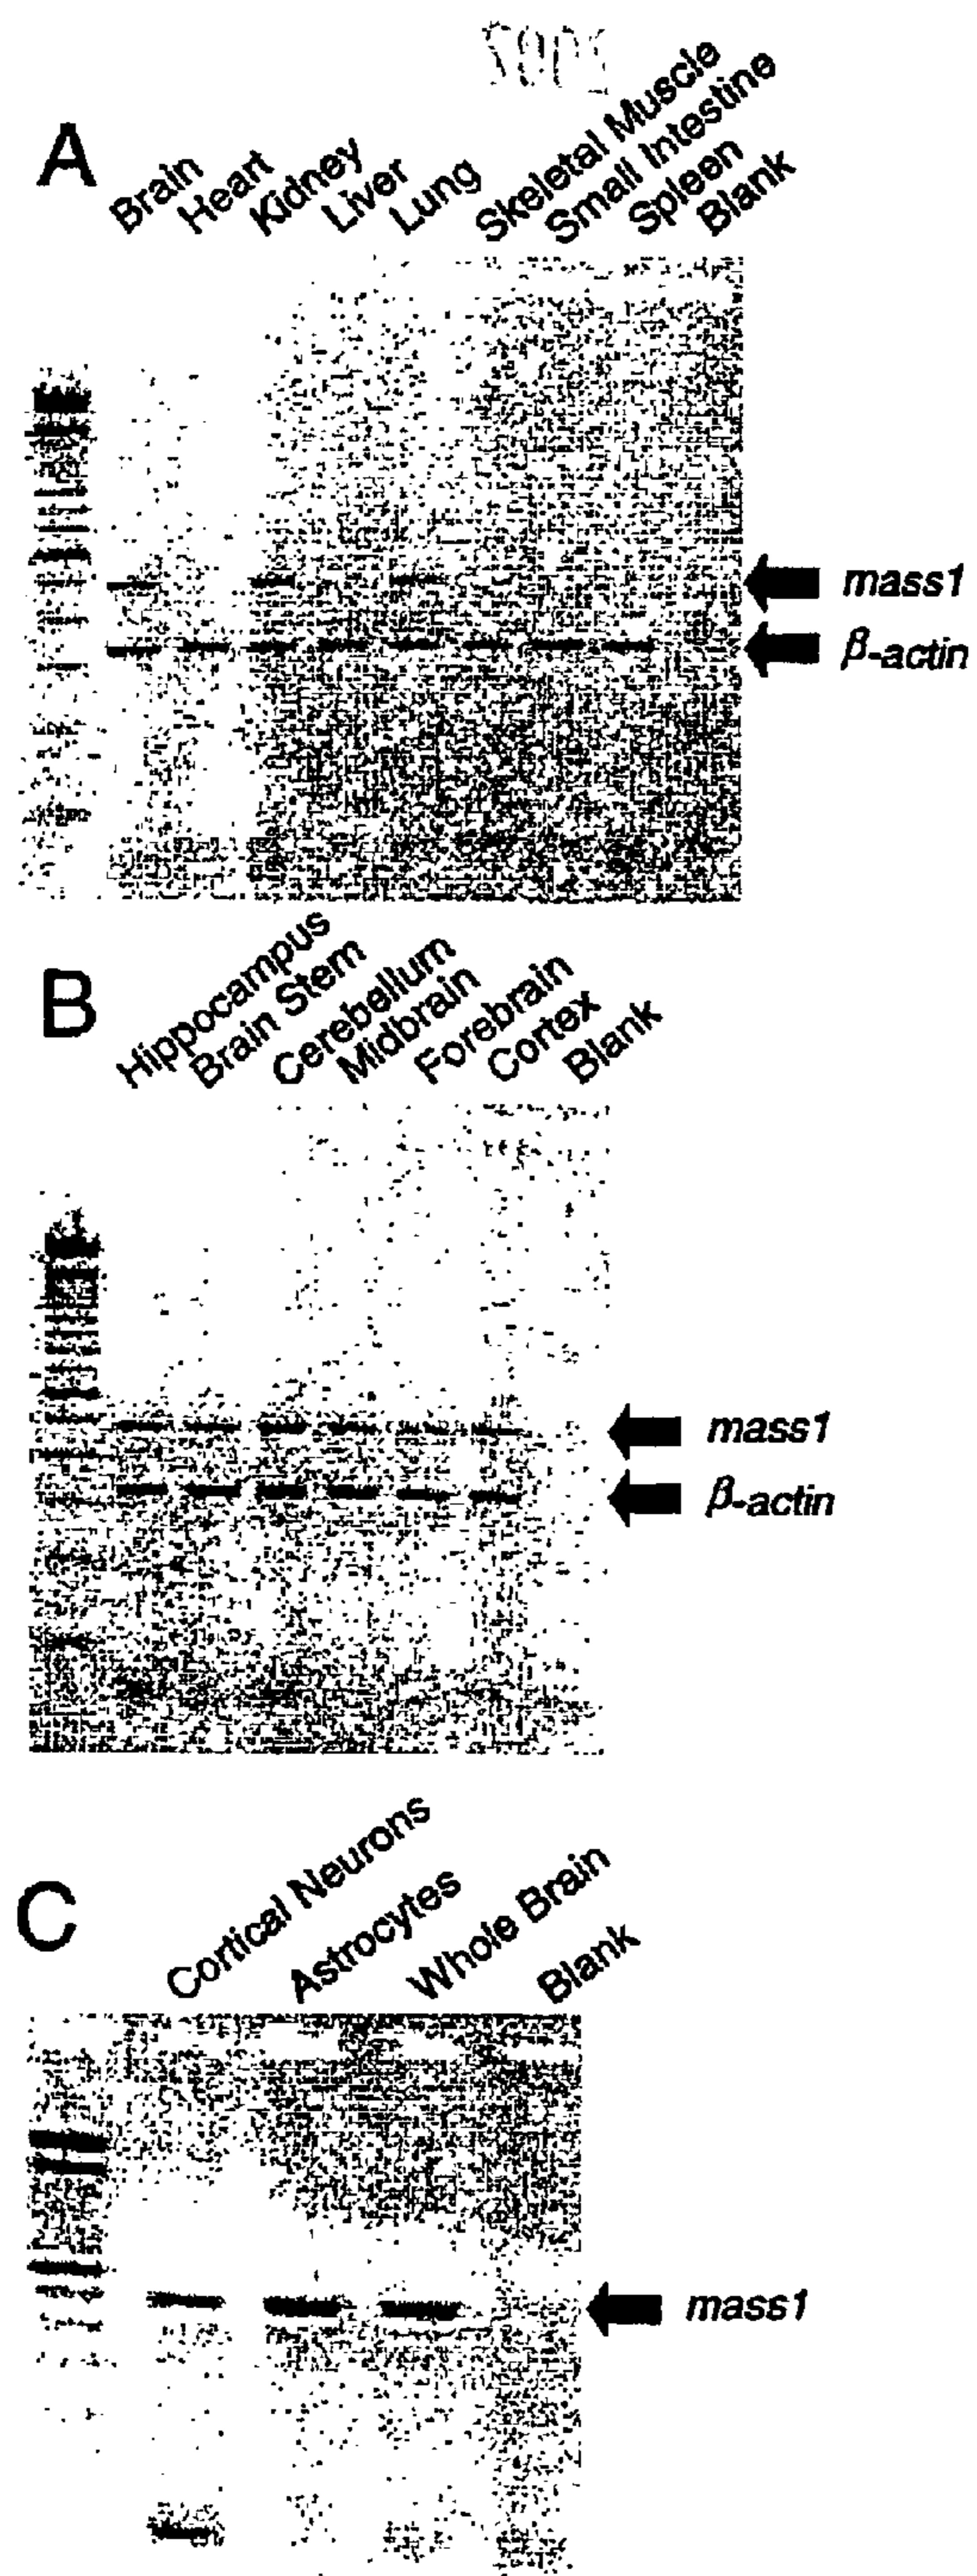 A
Brain
Heart
Kidney
Liver
Lung
Skeletal Muscle
Small Intestine
Spleen
Blank
mass1
β-actin
B
Hippocampus
Brain Stem
Cerebellum
Midbrain
Forebrain
Cortex
Blank
mass1
β-actin
C
Cortical Neurons
Astrocytes
Whole Brain
Blank
mass1